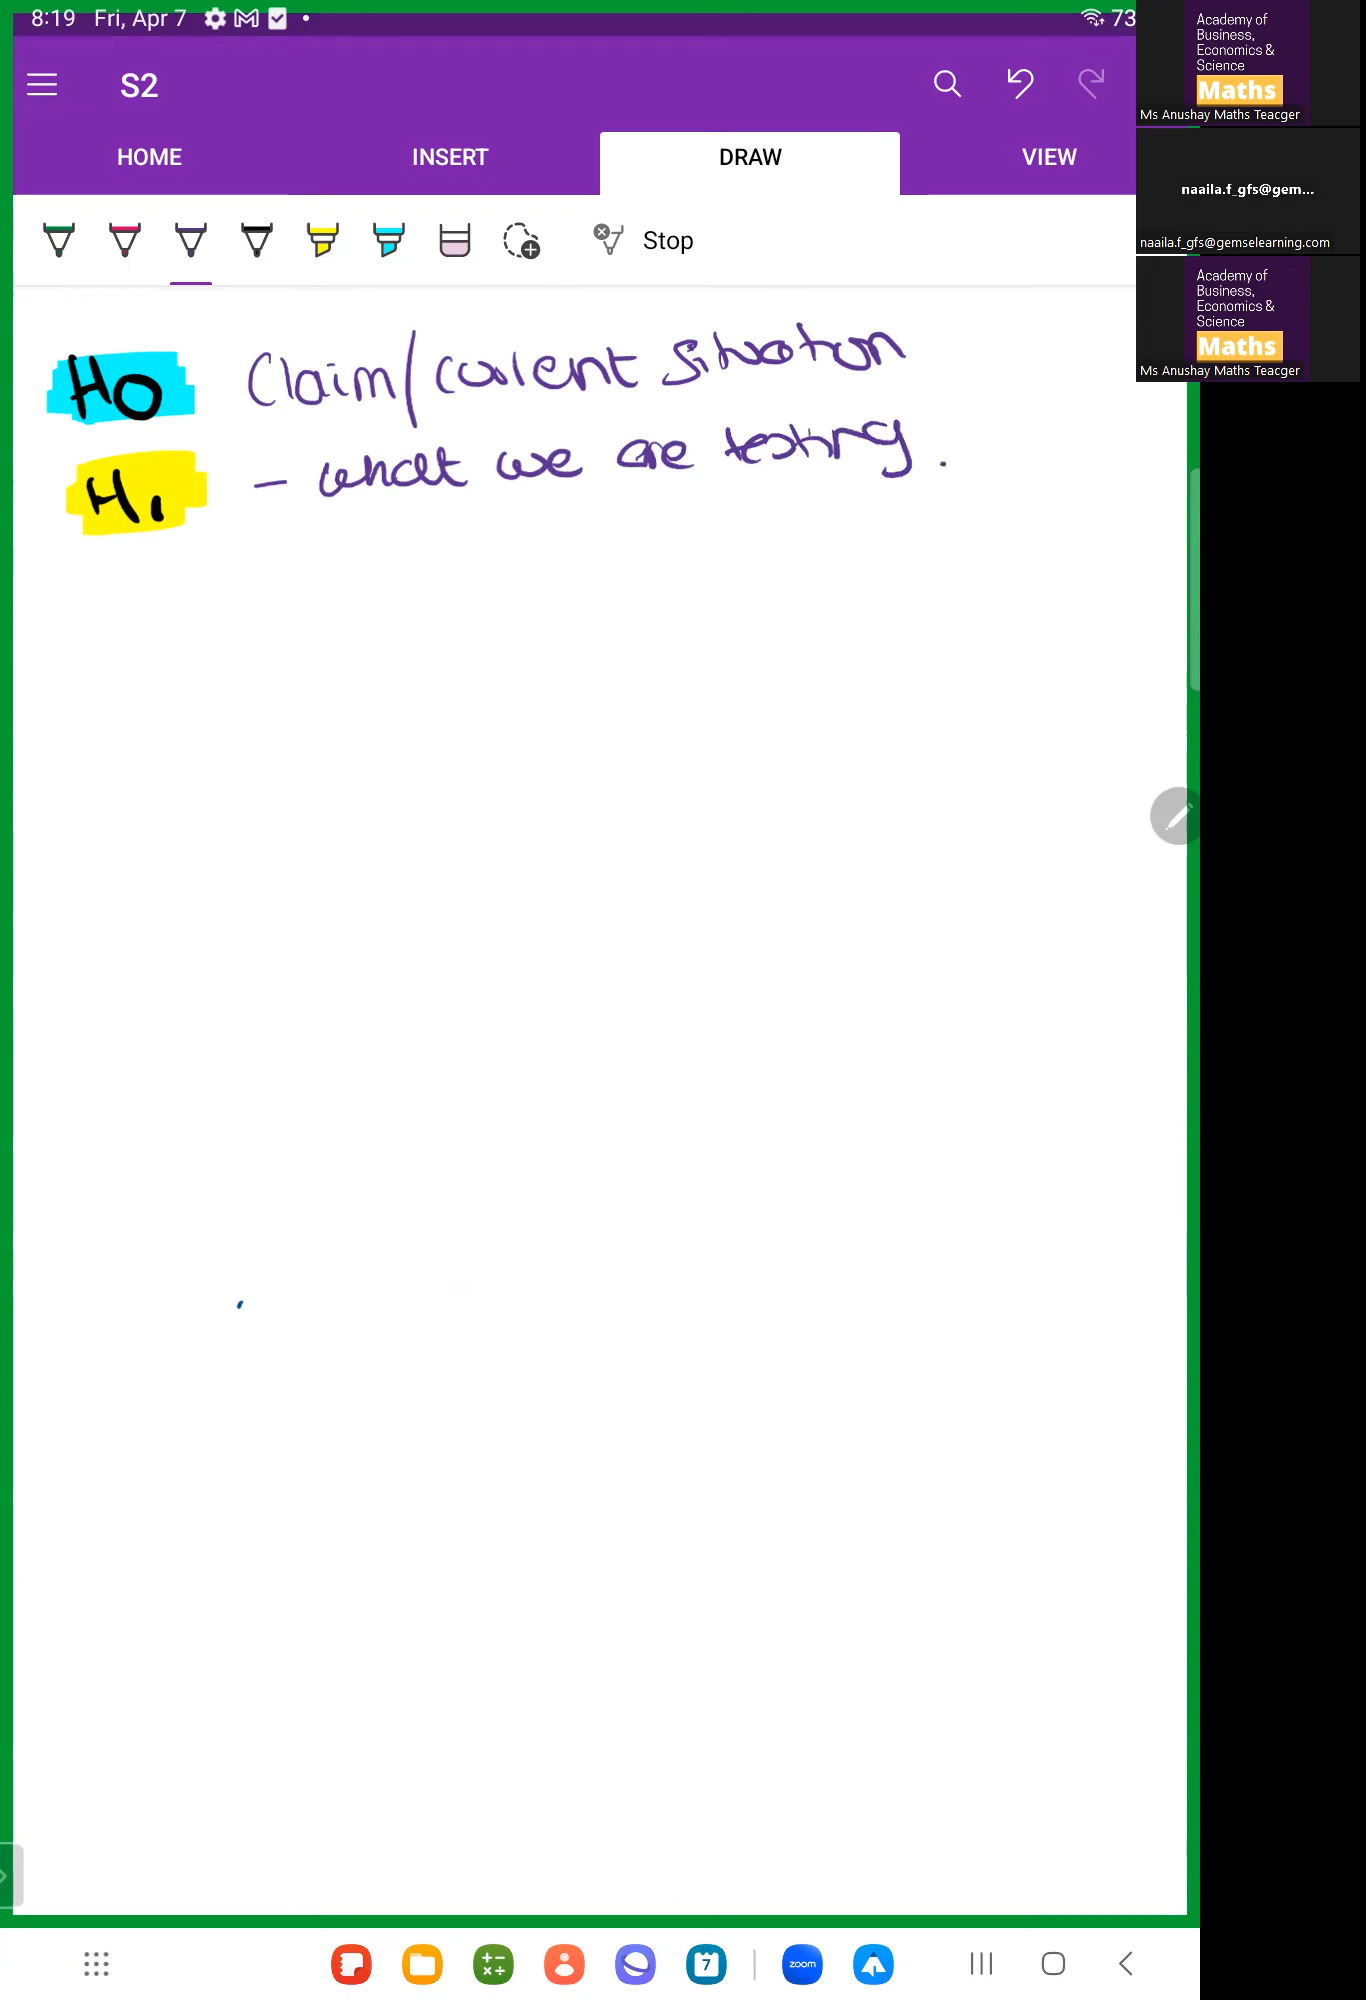 8:19 Fri, Apr 7
73
S2
HOME INSERT DRAW VIEW
Stop
H0 Claim/current situation
H1 - what we are testing.
Academy of
Business,
Economics &
Science
Maths
Ms Anushay Maths Teacger
naaila.f_gfs@gem...
naaila.f_gfs@gemselearning.com
Academy of
Business,
Economics &
Science
Maths
Ms Anushay Maths Teacger
7
zoom